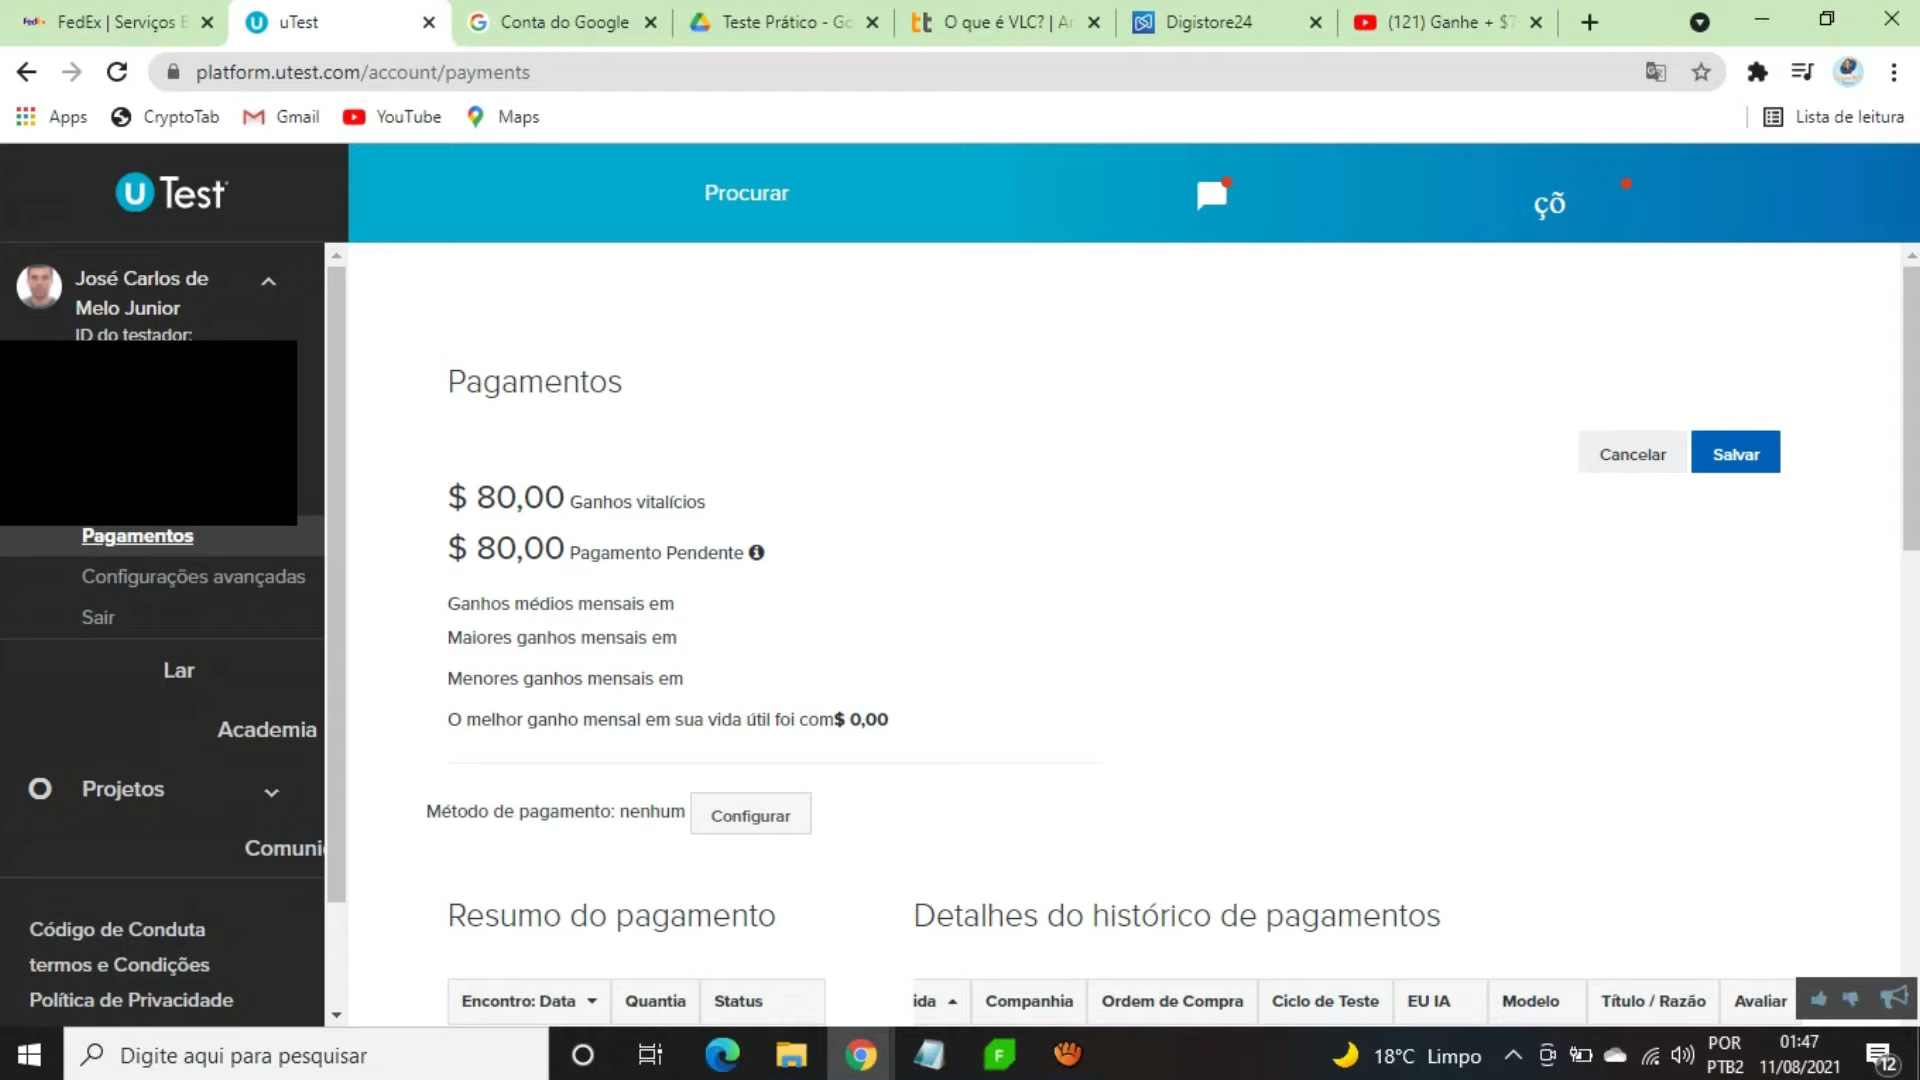 FedEx | Serviços E
uTest
Conta do Google
Teste Prático - Go
O que é VLC? | Ar
Digistore24
(121) Ganhe + $7
platform.utest.com/account/payments
Apps
CryptoTab
Gmail
YouTube
Maps
Lista de leitura
U Test
Procurar
çõ
José Carlos de
Melo Junior
ID do testador:
Pagamentos
Configurações avançadas
Sair
Lar
Academia
Projetos
Comuni
Código de Conduta
termos e Condições
Política de Privacidade
Pagamentos
Cancelar
Salvar
$ 80,00 Ganhos vitalícios
$ 80,00 Pagamento Pendente
Ganhos médios mensais em
Maiores ganhos mensais em
Menores ganhos mensais em
O melhor ganho mensal em sua vida útil foi com$ 0,00
Método de pagamento: nenhum Configurar
Resumo do pagamento
Detalhes do histórico de pagamentos
Encontro: Data Quantia Status
ida Companhia Ordem de Compra Ciclo de Teste EU IA Modelo Título / Razão Avaliar
Digite aqui para pesquisar
18°C Limpo
POR
PTB2
01:47
11/08/2021
12